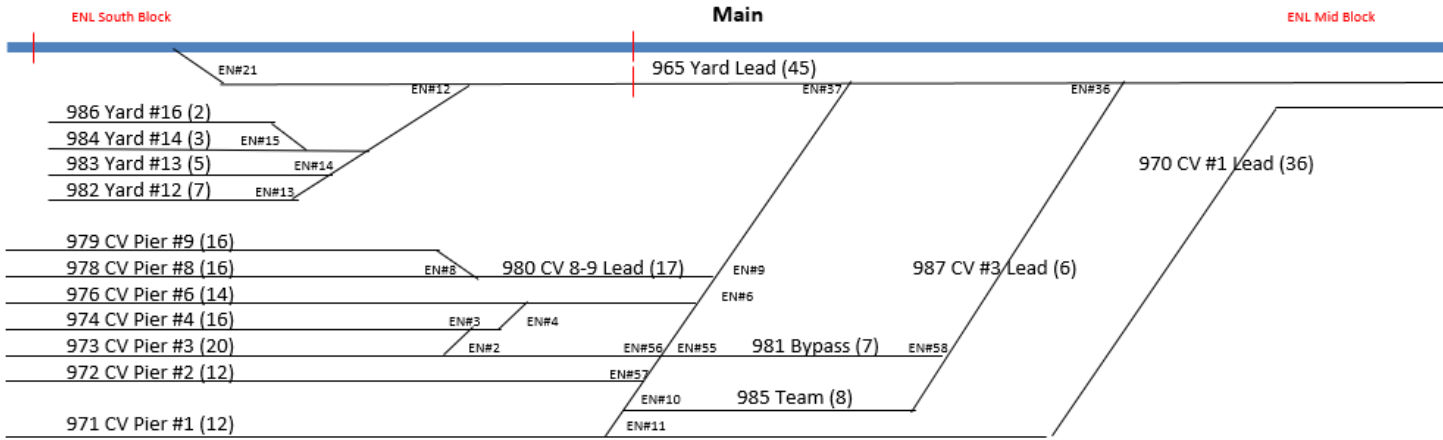 ENL South Block
Main
ENL Mid Block
EN#21
965 Yard Lead (45)
EN#12
EN#37
EN#36
986 Yard #16 (2)
984 Yard #14 (3)
EN#15
983 Yard #13 (5)
EN#14
970 CV #1 Lead (36)
982 Yard #12 (7)
EN#13
979 CV Pier #9 (16)
978 CV Pier #8 (16)
EN#8
980 CV 8-9 Lead (17)
EN#9
987 CV #3 Lead (6)
976 CV Pier #6 (14)
EN#6
974 CV Pier #4 (16)
EN#3
EN#4
973 CV Pier #3 (20)
EN#2
EN#56
EN#55
981 Bypass (7)
EN#58
972 CV Pier #2 (12)
EN#57
EN#10
985 Team (8)
971 CV Pier #1 (12)
EN#11